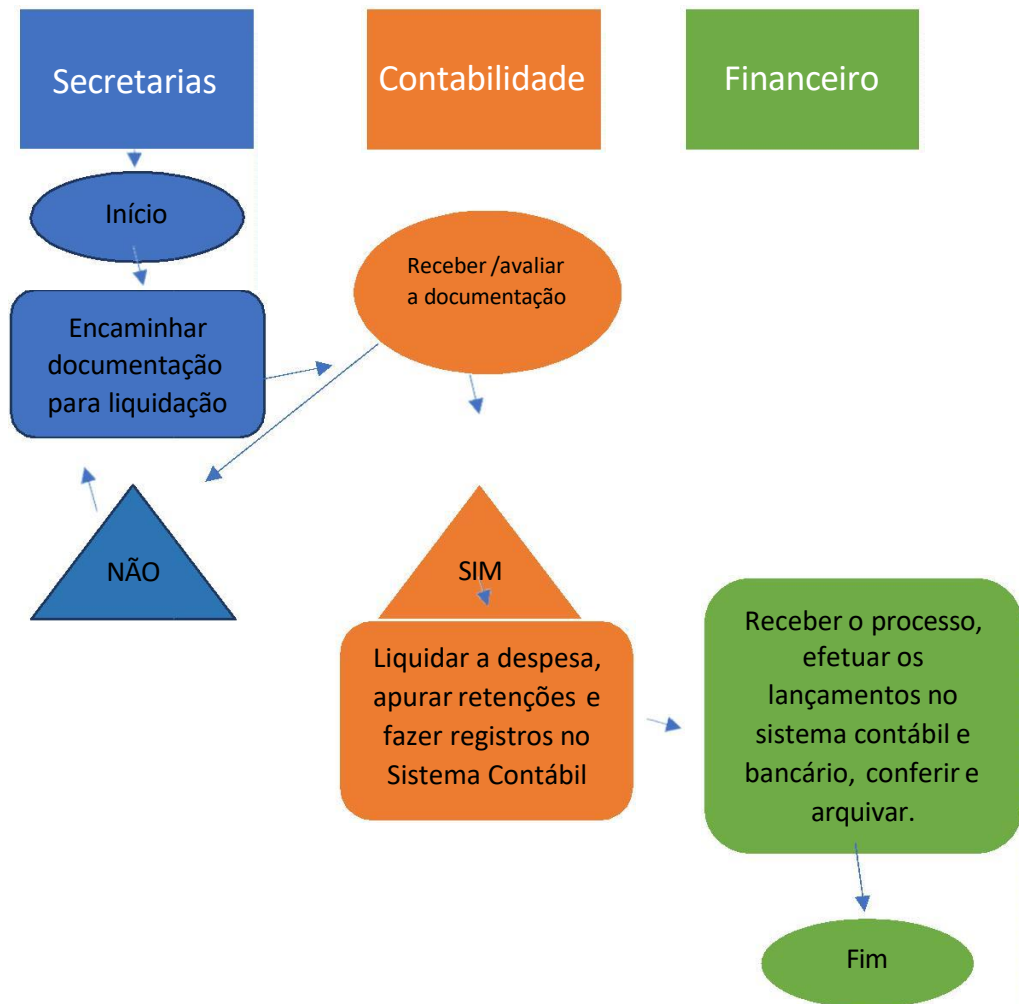 Secretarias
Contabilidade
Financeiro
Início
Receber /avaliar
a documentação
Encaminhar
documentação
para liquidação
NÃO
SIM
Liquidar a despesa,
apurar retenções e
fazer registros no
Sistema Contábil
Receber o processo,
efetuar os
lançamentos no
sistema contábil e
bancário, conferir e
arquivar.
Fim